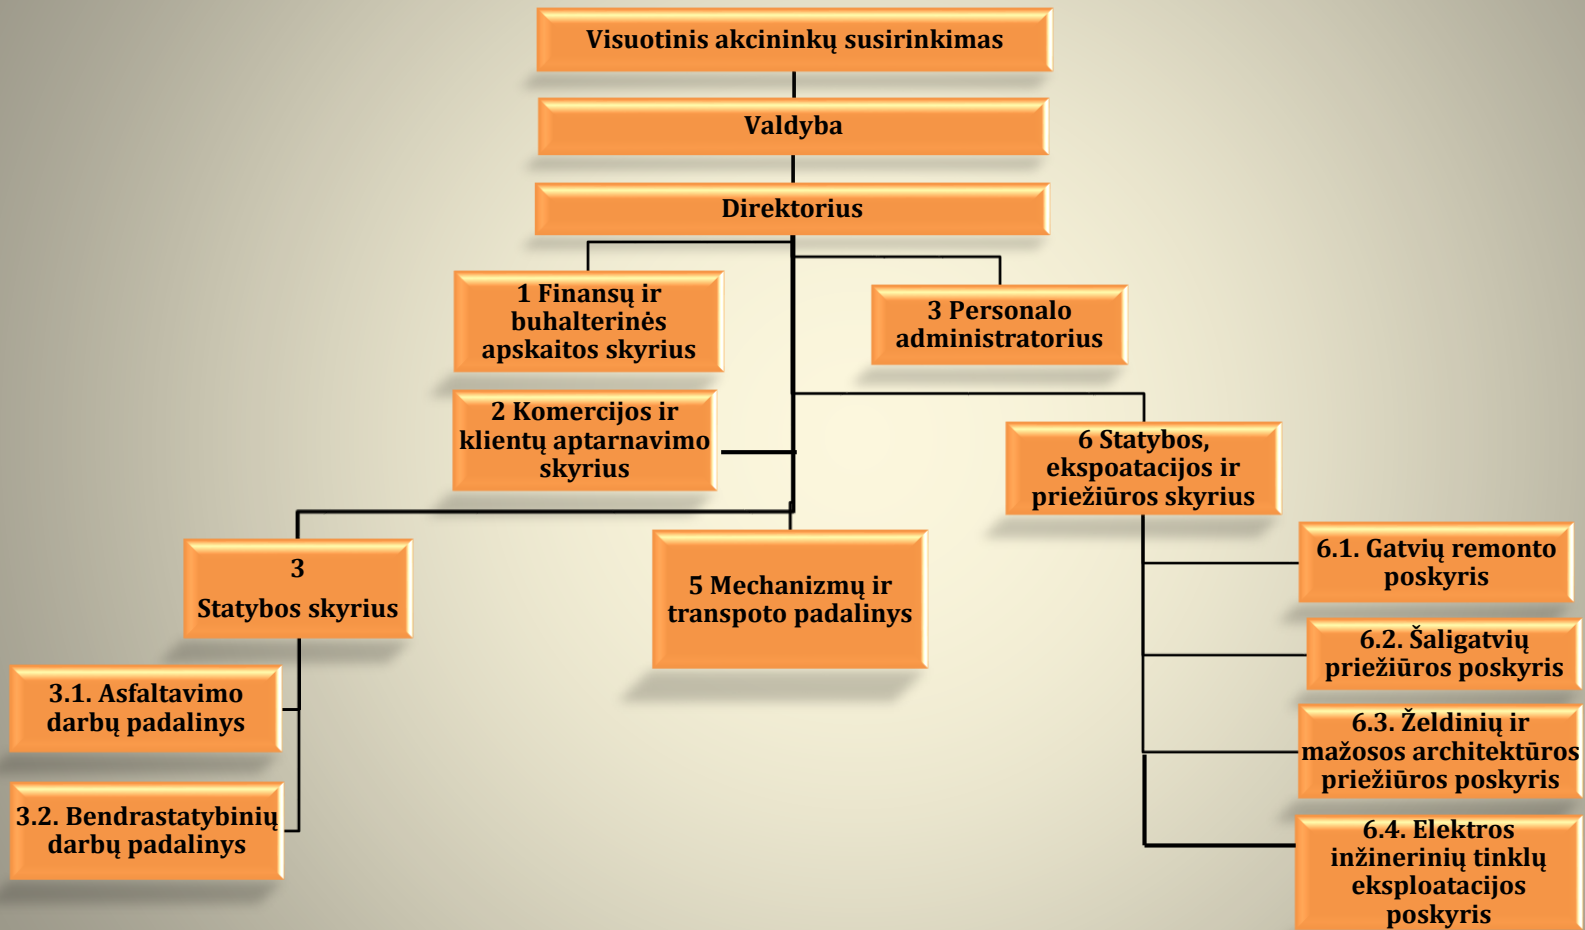 Visuotinis akcininkų susirinkimas
Valdyba
Direktorius
1 Finansų ir
buhalterinės
apskaitos skyrius
3 Personalo
administratorius
2 Komercijos ir
klientų aptarnavimo
skyrius
6 Statybos,
ekspoatacijos ir
priežiūros skyrius
3
Statybos skyrius
5 Mechanizmų ir
transpoto padalinys
3.1. Asfaltavimo
darbų padalinys
3.2. Bendrastatybinių
darbų padalinys
6.1. Gatvių remonto
poskyris
6.2. Šaligatvių
priežiūros poskyris
6.3. Želdinių ir
mažosos architektūros
priežiūros poskyris
6.4. Elektros
inžinerinių tinklų
eksploatacijos
poskyris